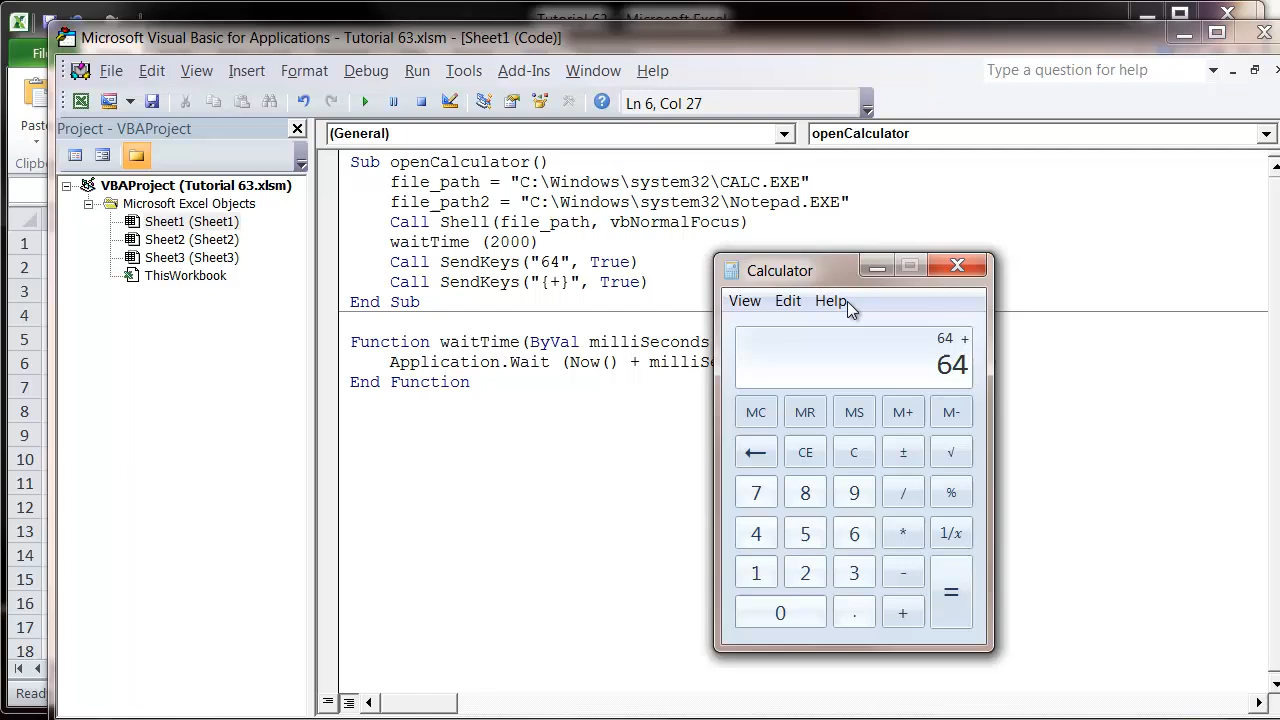 Tutorial 63 - Microsoft Excel
Microsoft Visual Basic for Applications - Tutorial 63.xlsm - [Sheet1 (Code)]
File Edit View Insert Format Debug Run Tools Add-Ins Window Help
Type a question for help
Ln 6, Col 27
Paste
Clipb
Project - VBAProject
VBAProject (Tutorial 63.xlsm)
Microsoft Excel Objects
Sheet1 (Sheet1)
Sheet2 (Sheet2)
Sheet3 (Sheet3)
ThisWorkbook
(General)
openCalculator
Sub openCalculator()
file_path = "C:\Windows\system32\CALC.EXE"
file_path2 = "C:\Windows\system32\Notepad.EXE"
Call Shell(file_path, vbNormalFocus)
waitTime (2000)
Call SendKeys("64", True)
Call SendKeys("{+}", True)
End Sub
Function waitTime(ByVal milliSeconds
Application.Wait (Now() + milliSe
End Function
Calculator
View Edit Help
64 +
64
MC MR MS M+ M-
← CE C ± √
7 8 9 / %
4 5 6 * 1/x
1 2 3 - =
0 . +
1
2
3
4
5
6
7
8
9
10
11
12
13
14
15
16
17
18
Ready